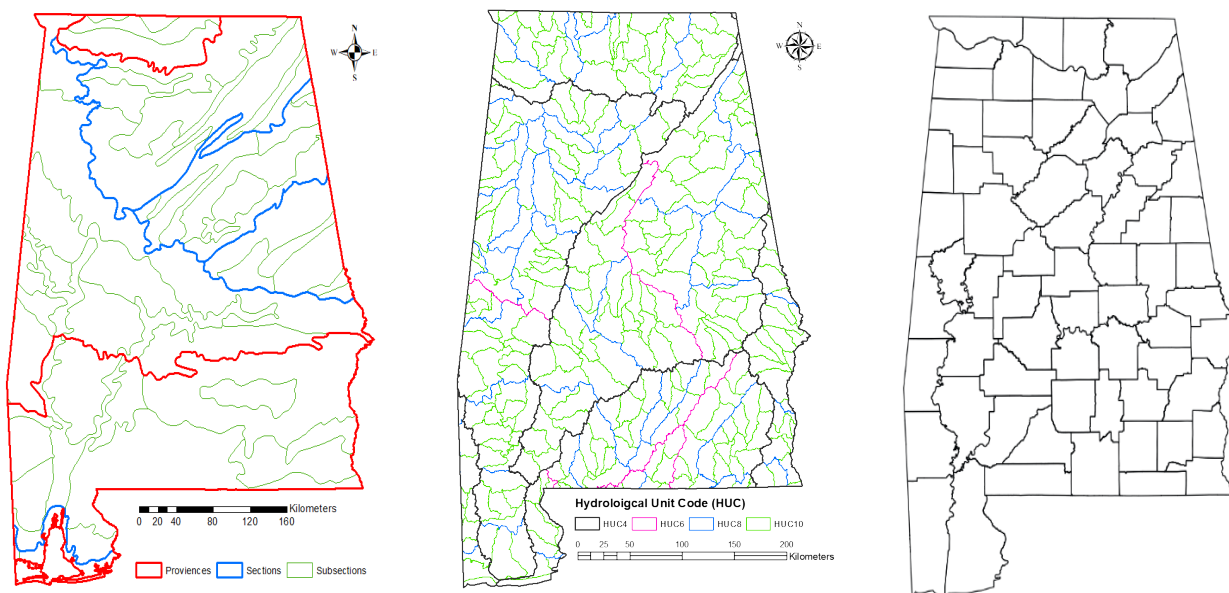 N
W E
S
Kilometers
0 10 20 40 80 120 160
Proviences Sections Subsections
N
W E
S
Hydroloigcal Unit Code (HUC)
HUC4 HUC6 HUC8 HUC10
0 25 50 100 150 200
Kilometers